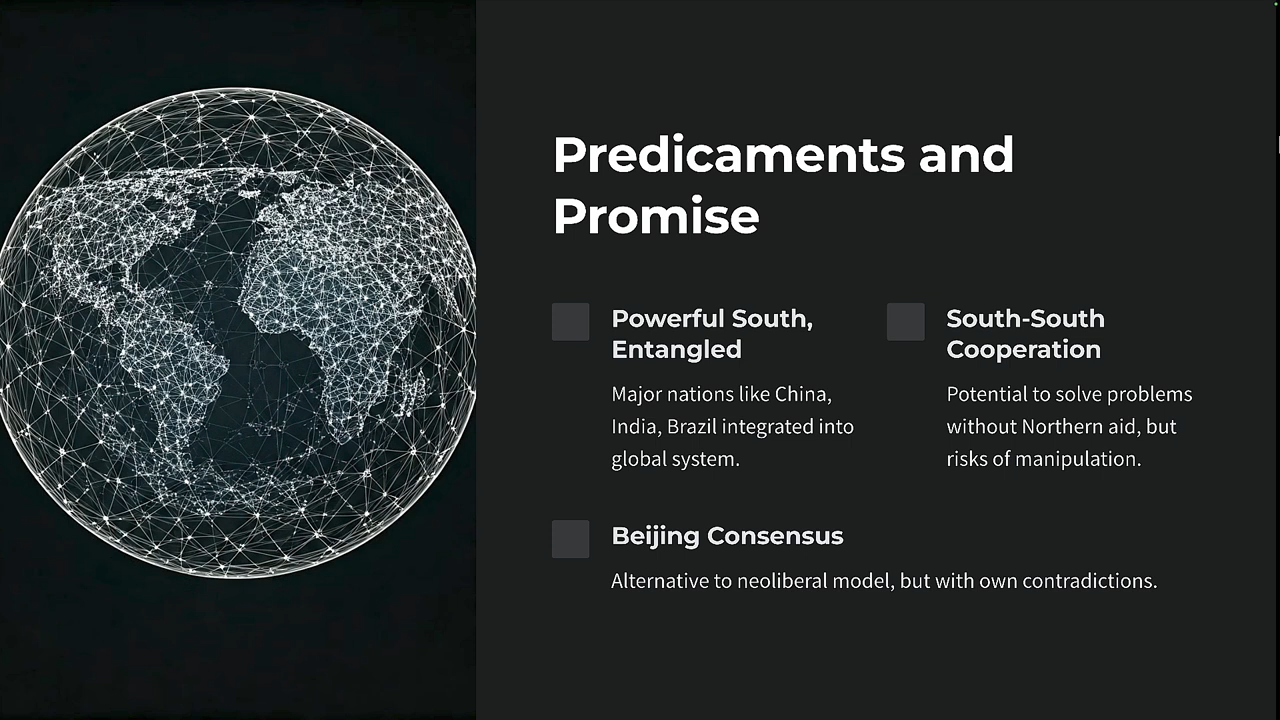 Predicaments and
Promise
Powerful South,
Entangled
Major nations like China,
India, Brazil integrated into
global system.
South-South
Cooperation
Potential to solve problems
without Northern aid, but
risks of manipulation.
Beijing Consensus
Alternative to neoliberal model, but with own contradictions.